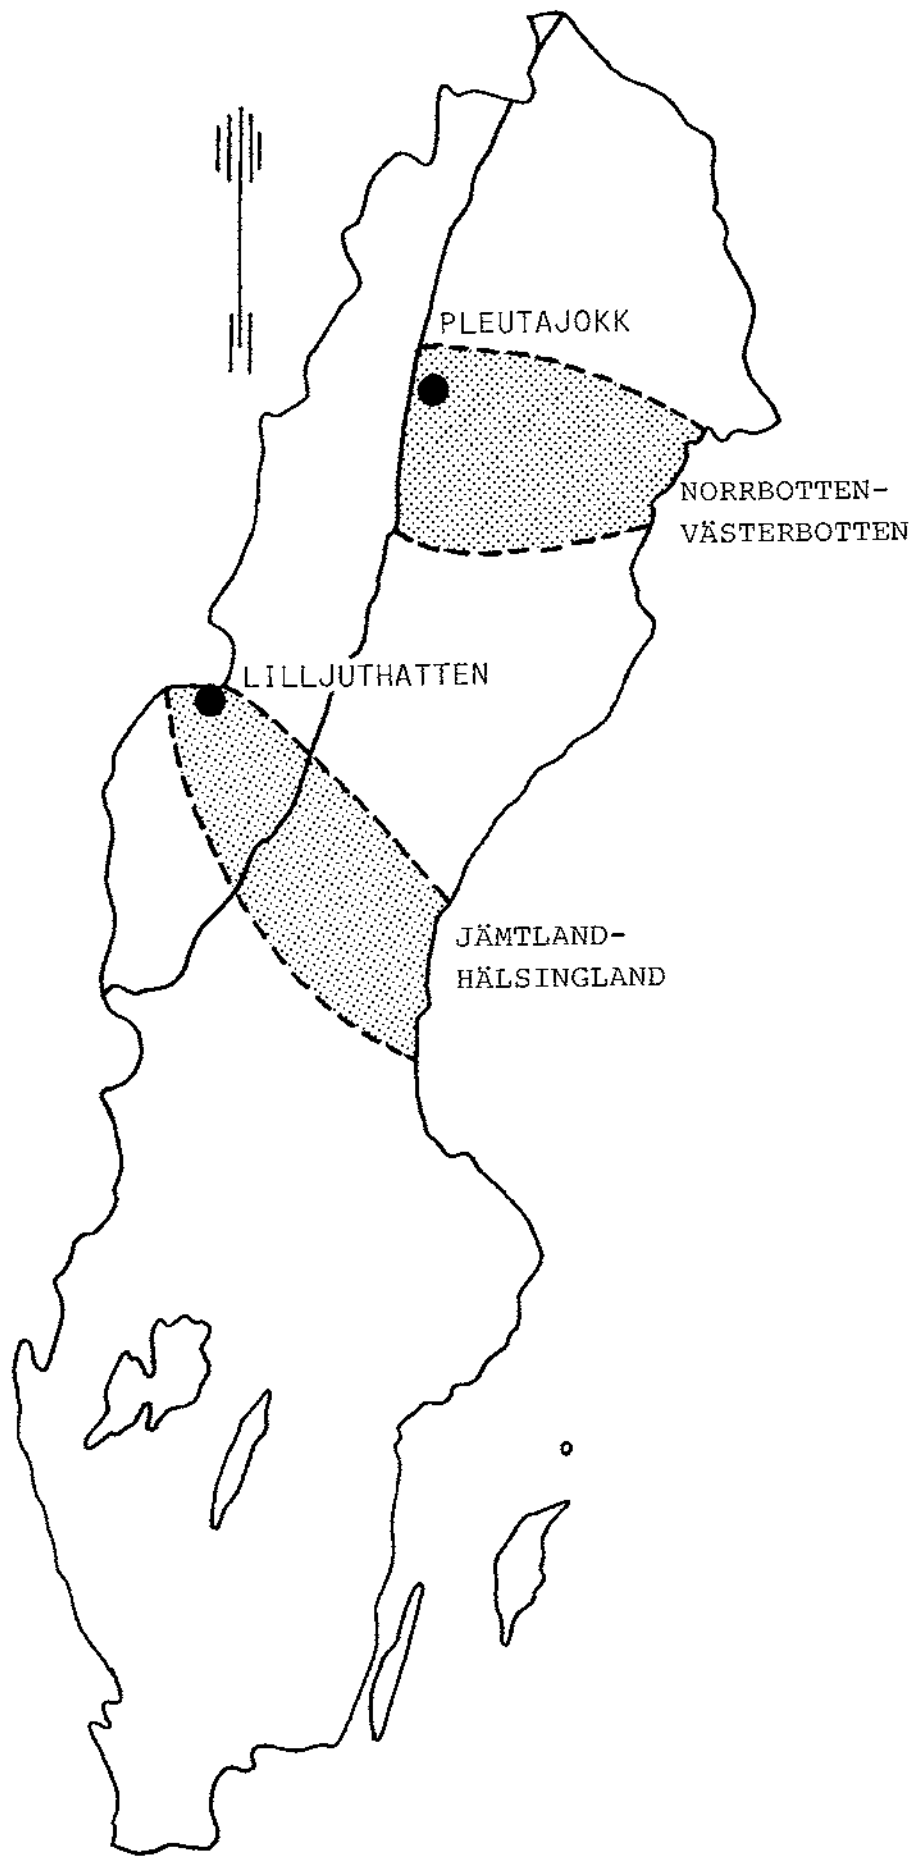 PLEUTAJOKK
NORRBOTTEN-
VÄSTERBOTTEN
LILLJUTHATTEN
JÄMTLAND-
HÄLSINGLAND